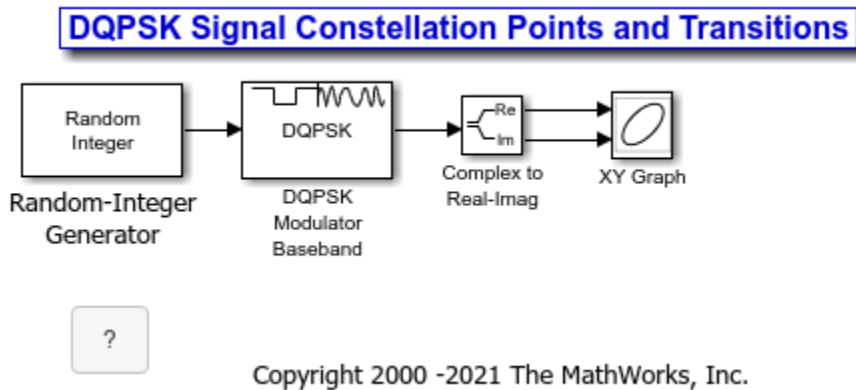 DQPSK Signal Constellation Points and Transitions
Random
Integer
Random-Integer
Generator
DQPSK
DQPSK
Modulator
Baseband
Re
Im
Complex to
Real-Imag
XY Graph
?
Copyright 2000 -2021 The MathWorks, Inc.